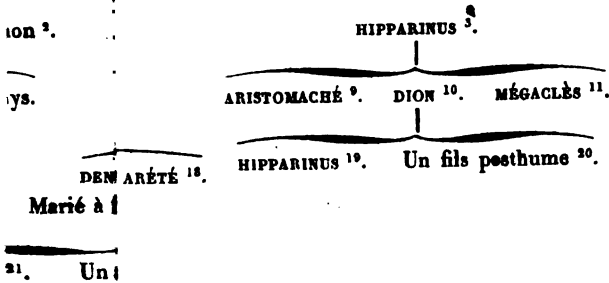 ion ².
HIPPARINUS ³.
ys.
ARISTOMACHÉ ⁹. DION ¹⁰. MÉGACLÈS ¹¹.
DEN ARÉTÉ ¹⁸.
HIPPARINUS ¹⁹. Un fils posthume ²⁰.
Marié à
²¹. Un